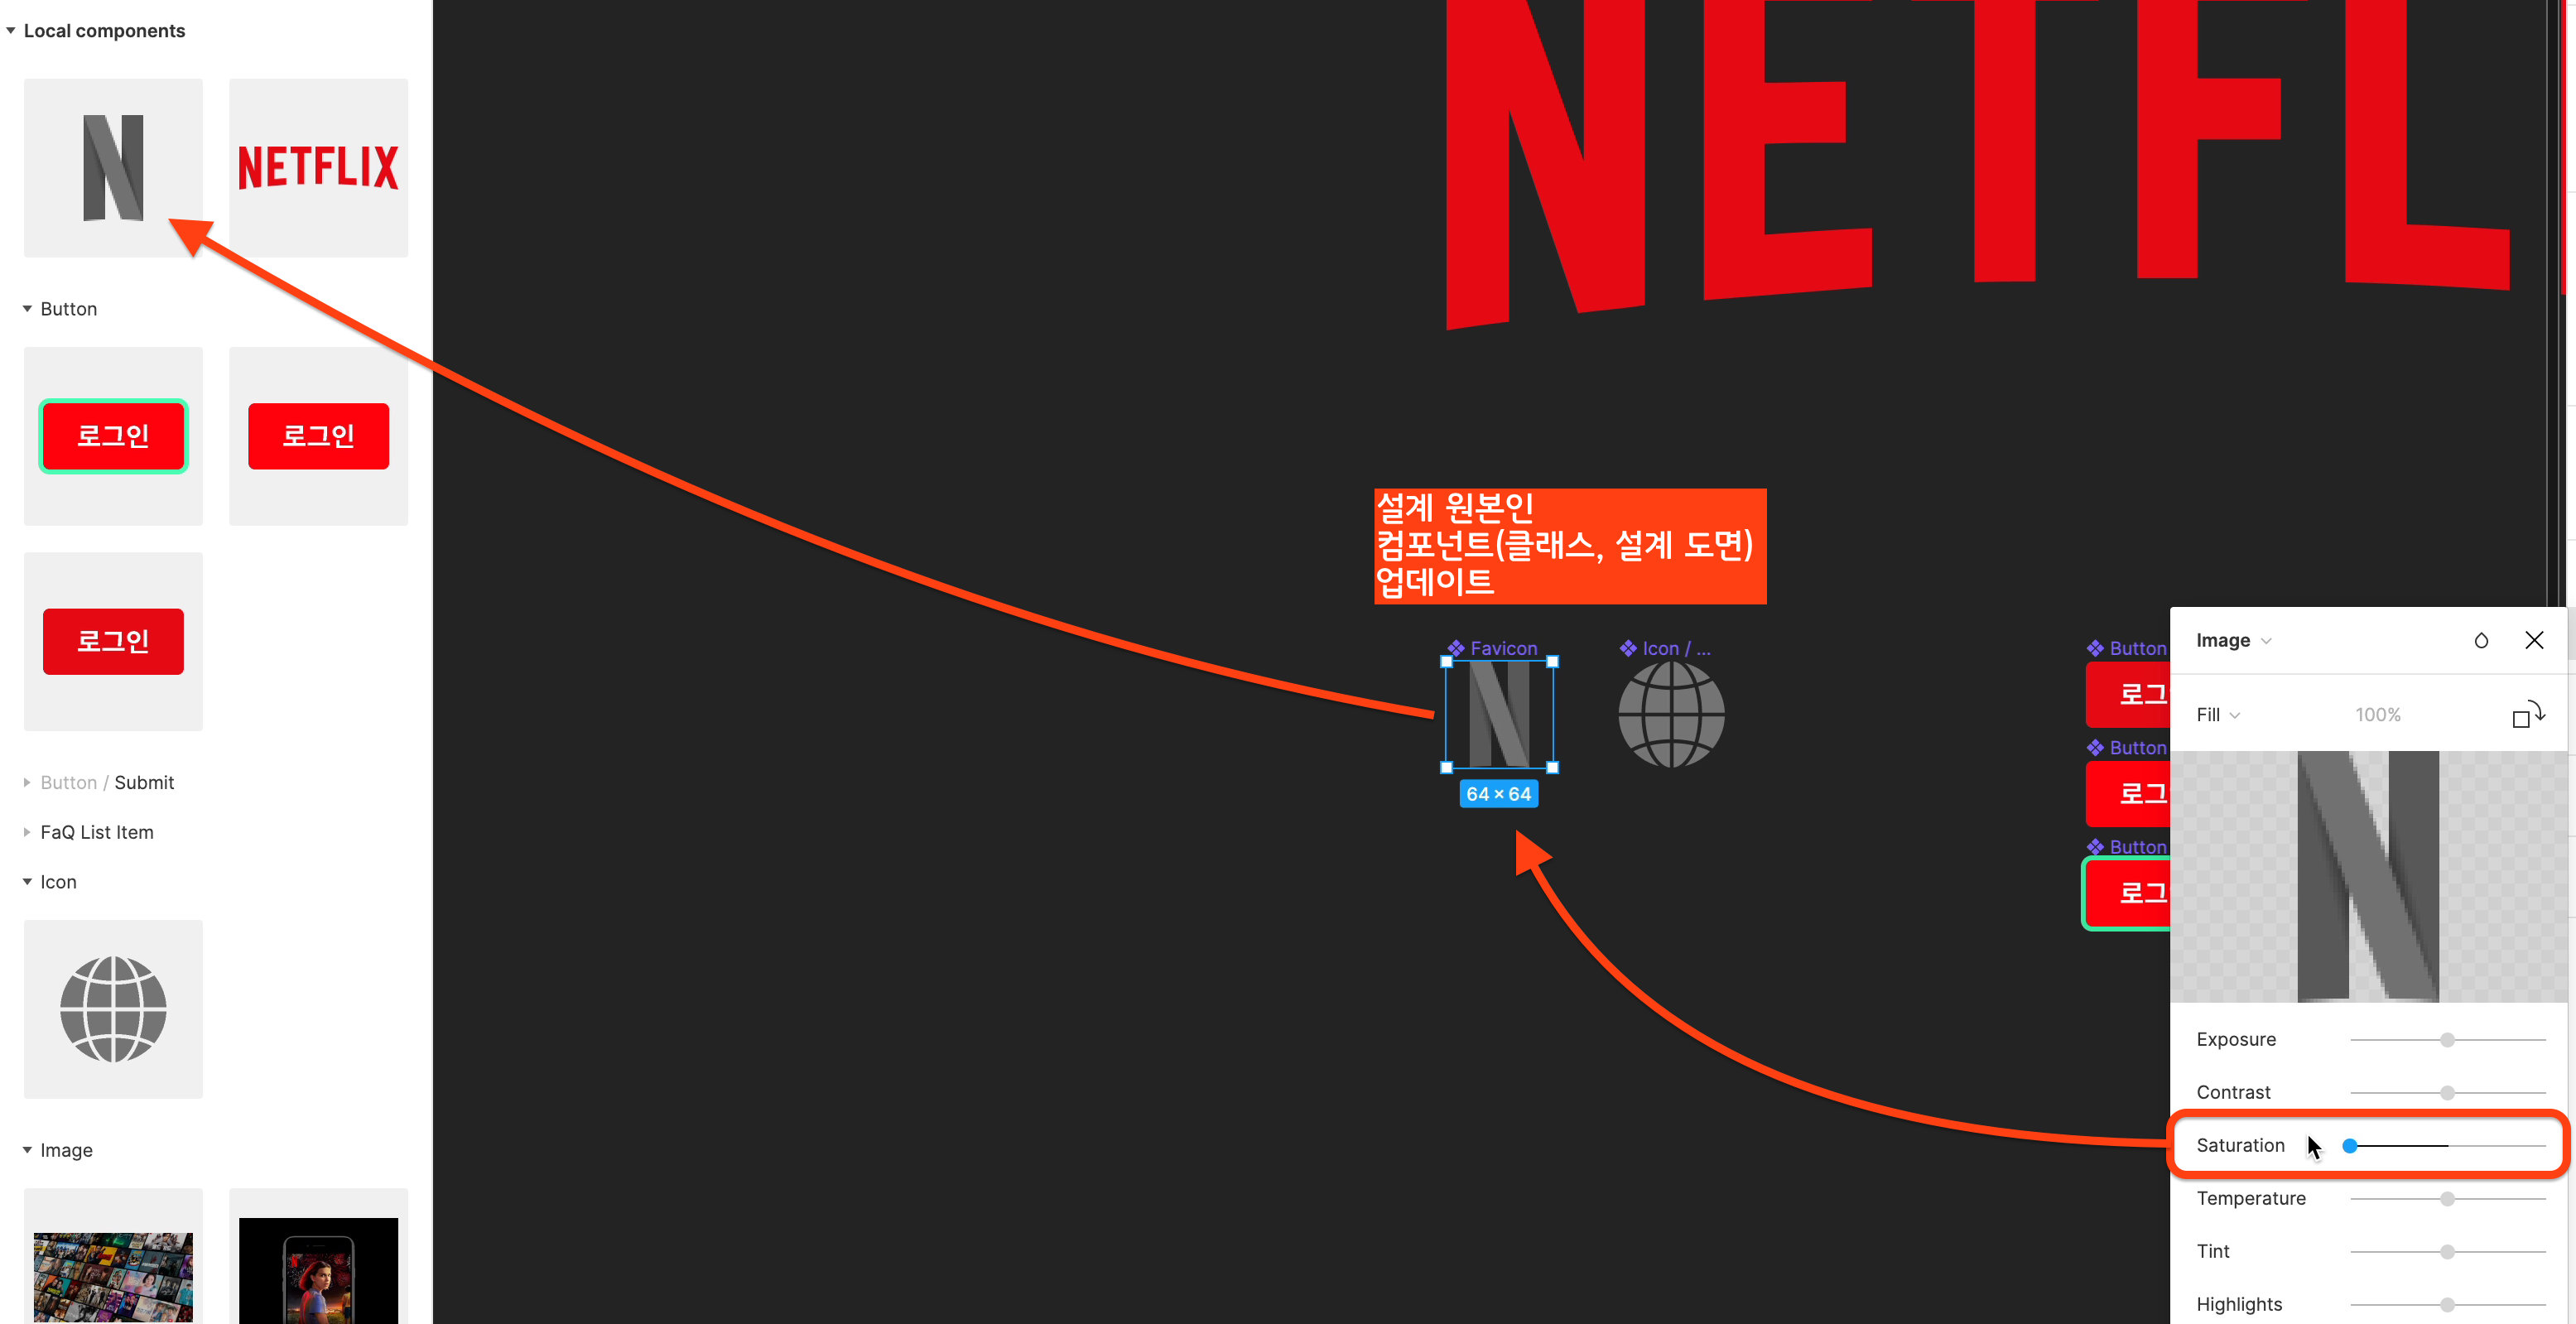 Local components
N
NETFLIX
Button
로그인
로그인
로그인
Button / Submit
FaQ List Item
Icon
Image
NETFL
설계 원본인
컴포넌트(클래스, 설계 도면)
업데이트
Favicon
Icon / ...
N
64 × 64
Button
로그
Button
로그
Button
로그
Image
Fill
100%
N
Exposure
Contrast
Saturation
Temperature
Tint
Highlights